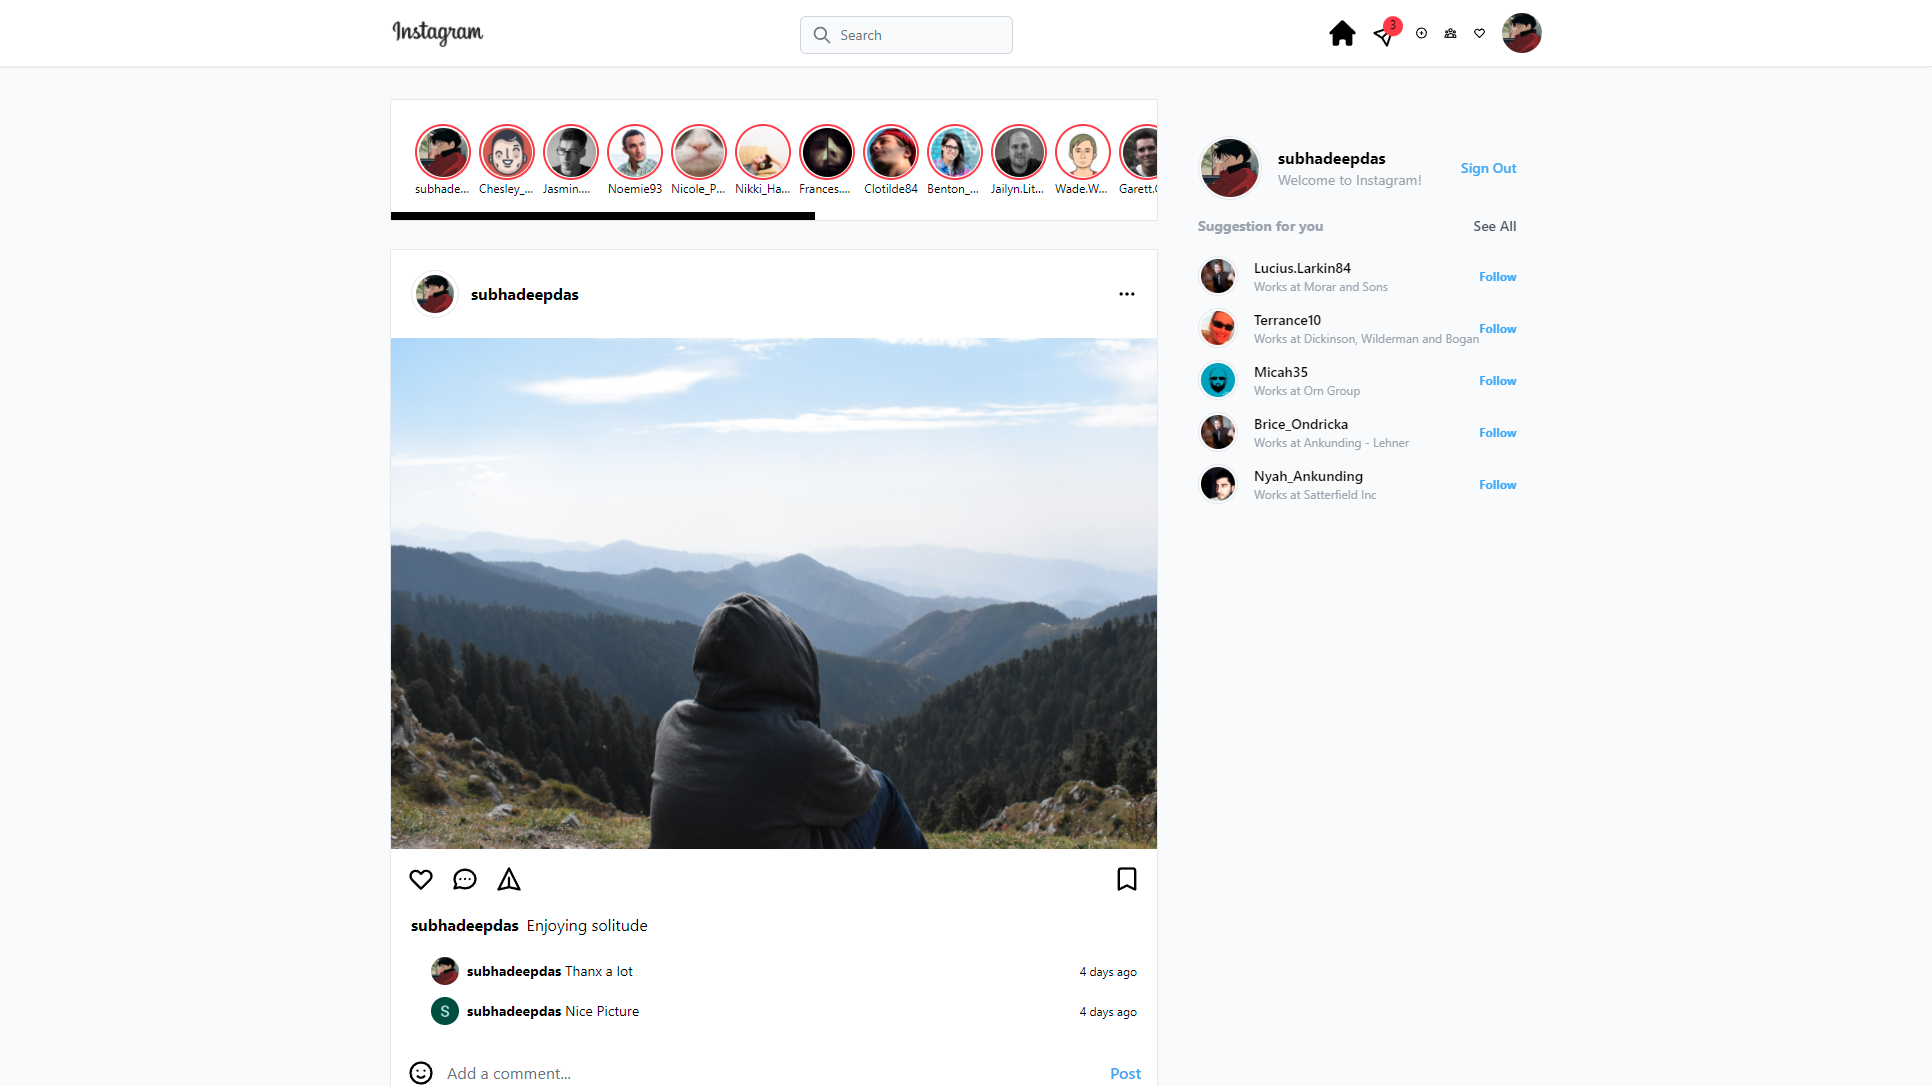 Instagram
Search
3
subhade...
Chesley_...
Jasmin....
Noemie93
Nicole_P...
Nikki_Ha...
Frances....
Clotilde84
Benton_...
Jailyn.Lit...
Wade.W...
Garett.
subhadeepdas
Welcome to Instagram!
Sign Out
Suggestion for you
See All
Lucius.Larkin84
Works at Morar and Sons
Follow
Terrance10
Works at Dickinson, Wilderman and Bogan
Follow
Micah35
Works at Orn Group
Follow
Brice_Ondricka
Works at Ankunding - Lehner
Follow
Nyah_Ankunding
Works at Satterfield Inc
Follow
subhadeepdas
subhadeepdas Enjoying solitude
subhadeepdas Thanx a lot 4 days ago
S subhadeepdas Nice Picture 4 days ago
Add a comment...
Post